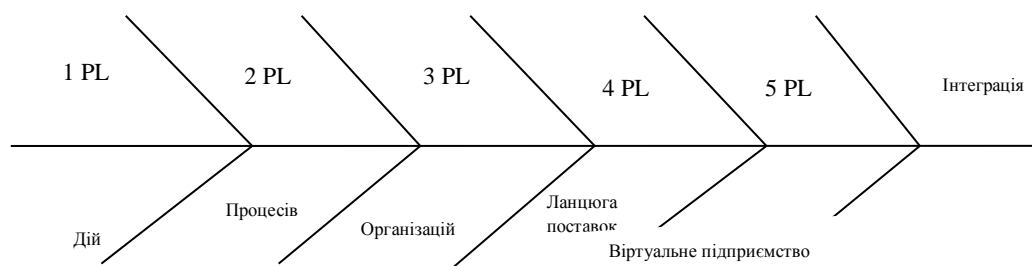 1 PL
2 PL
3 PL
4 PL
5 PL
Інтеграція
Дій
Процесів
Організацій
Ланцюга
поставок
Віртуальне підприємство